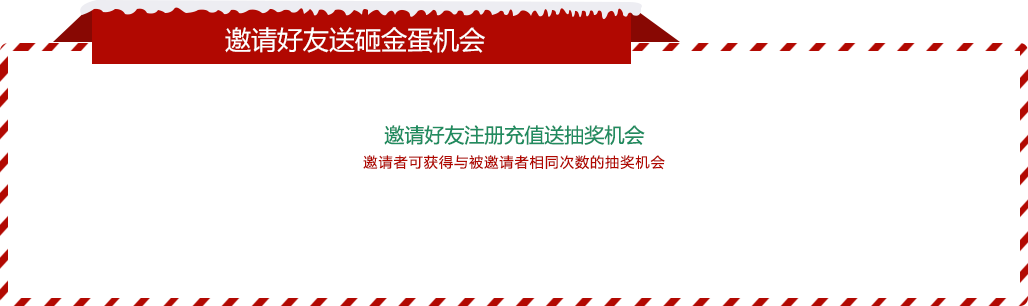 邀请好友送砸金蛋机会
邀请好友注册充值送抽奖机会
邀请者可获得与被邀请者相同次数的抽奖机会